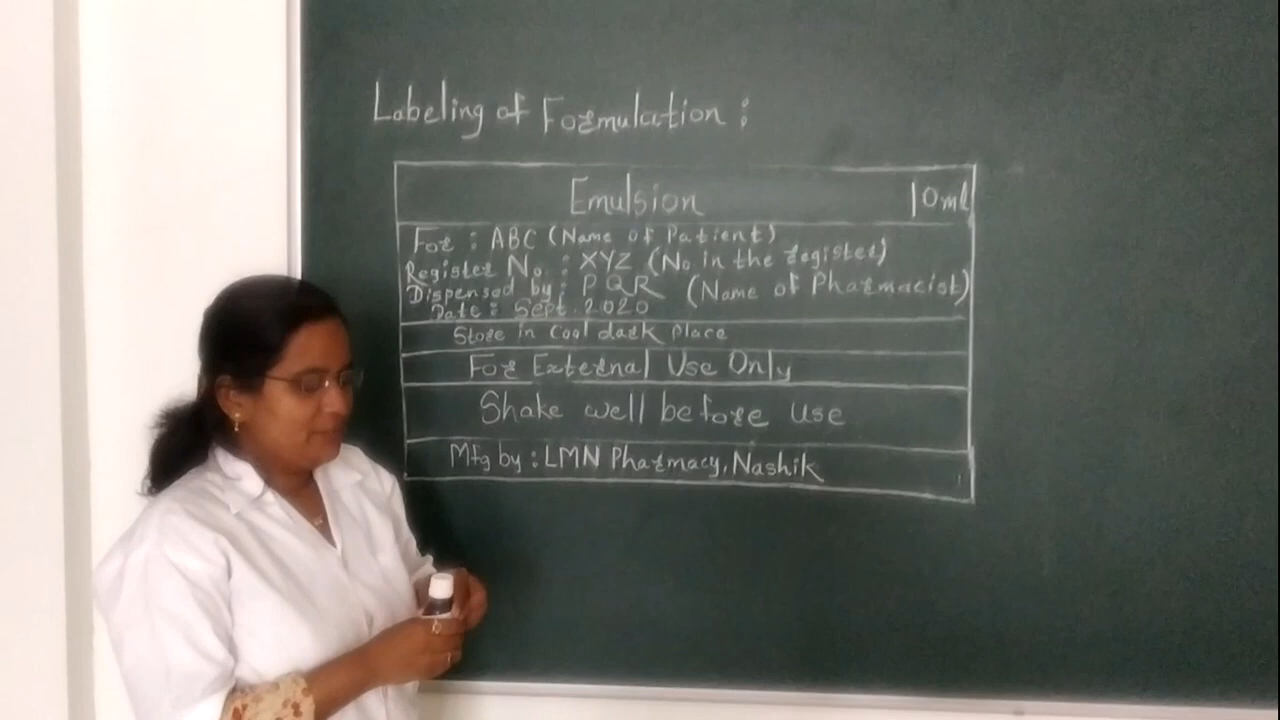 Labeling of Formulation :
Emulsion 10ml
For : ABC (Name of Patient)
Register No. : XYZ (No in the register)
Dispensed by : PQR (Name of Pharmacist)
Date : Sept. 2020
Store in cool dark place
For External Use Only
Shake well before use
Mfg by : LMN Pharmacy, Nashik